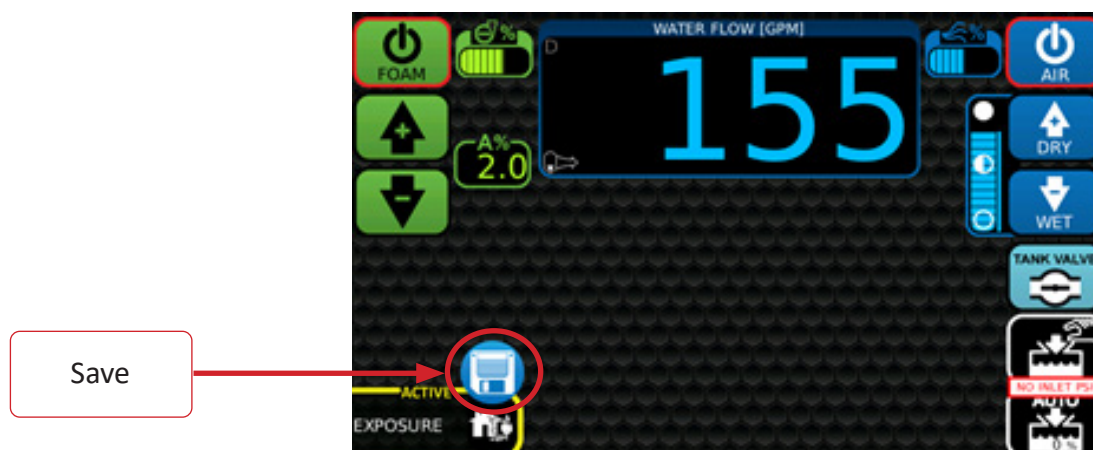 WATER FLOW [GPM]
D
155
%
%
FOAM
AIR
A%
2.0
DRY
WET
TANK VALVE
Save
ACTIVE
NO INLET PSI
AUTO
EXPOSURE
0 %